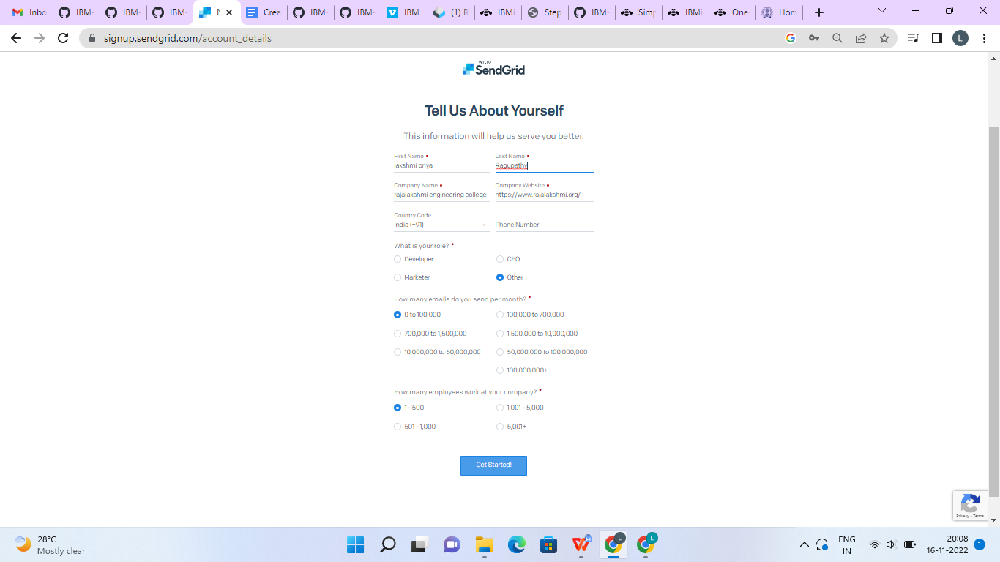 Inbo IBM- IBM- IBM- N Crea IBM- IBM- IBM (1) R IBMi Step IBM- Simp IBMi One Hom
signup.sendgrid.com/account_details L
TWILIO
SendGrid
Tell Us About Yourself
This information will help us serve you better.
First Name • Last Name •
lakshmi priya Ragupathy
Company Name • Company Website •
rajalakshmi engineering college https://www.rajalakshmi.org/
Country Code
India (+91) Phone Number
What is your role? •
Developer CEO
Marketer Other
How many emails do you send per month? •
0 to 100,000 100,000 to 700,000
700,000 to 1,500,000 1,500,000 to 10,000,000
10,000,000 to 50,000,000 50,000,000 to 100,000,000
100,000,000+
How many employees work at your company? •
1 - 500 1,001 - 5,000
501 - 1,000 5,001+
Get Started!
Privacy - Terms
28°C ENG 20:08
Mostly clear L L IN 16-11-2022 1